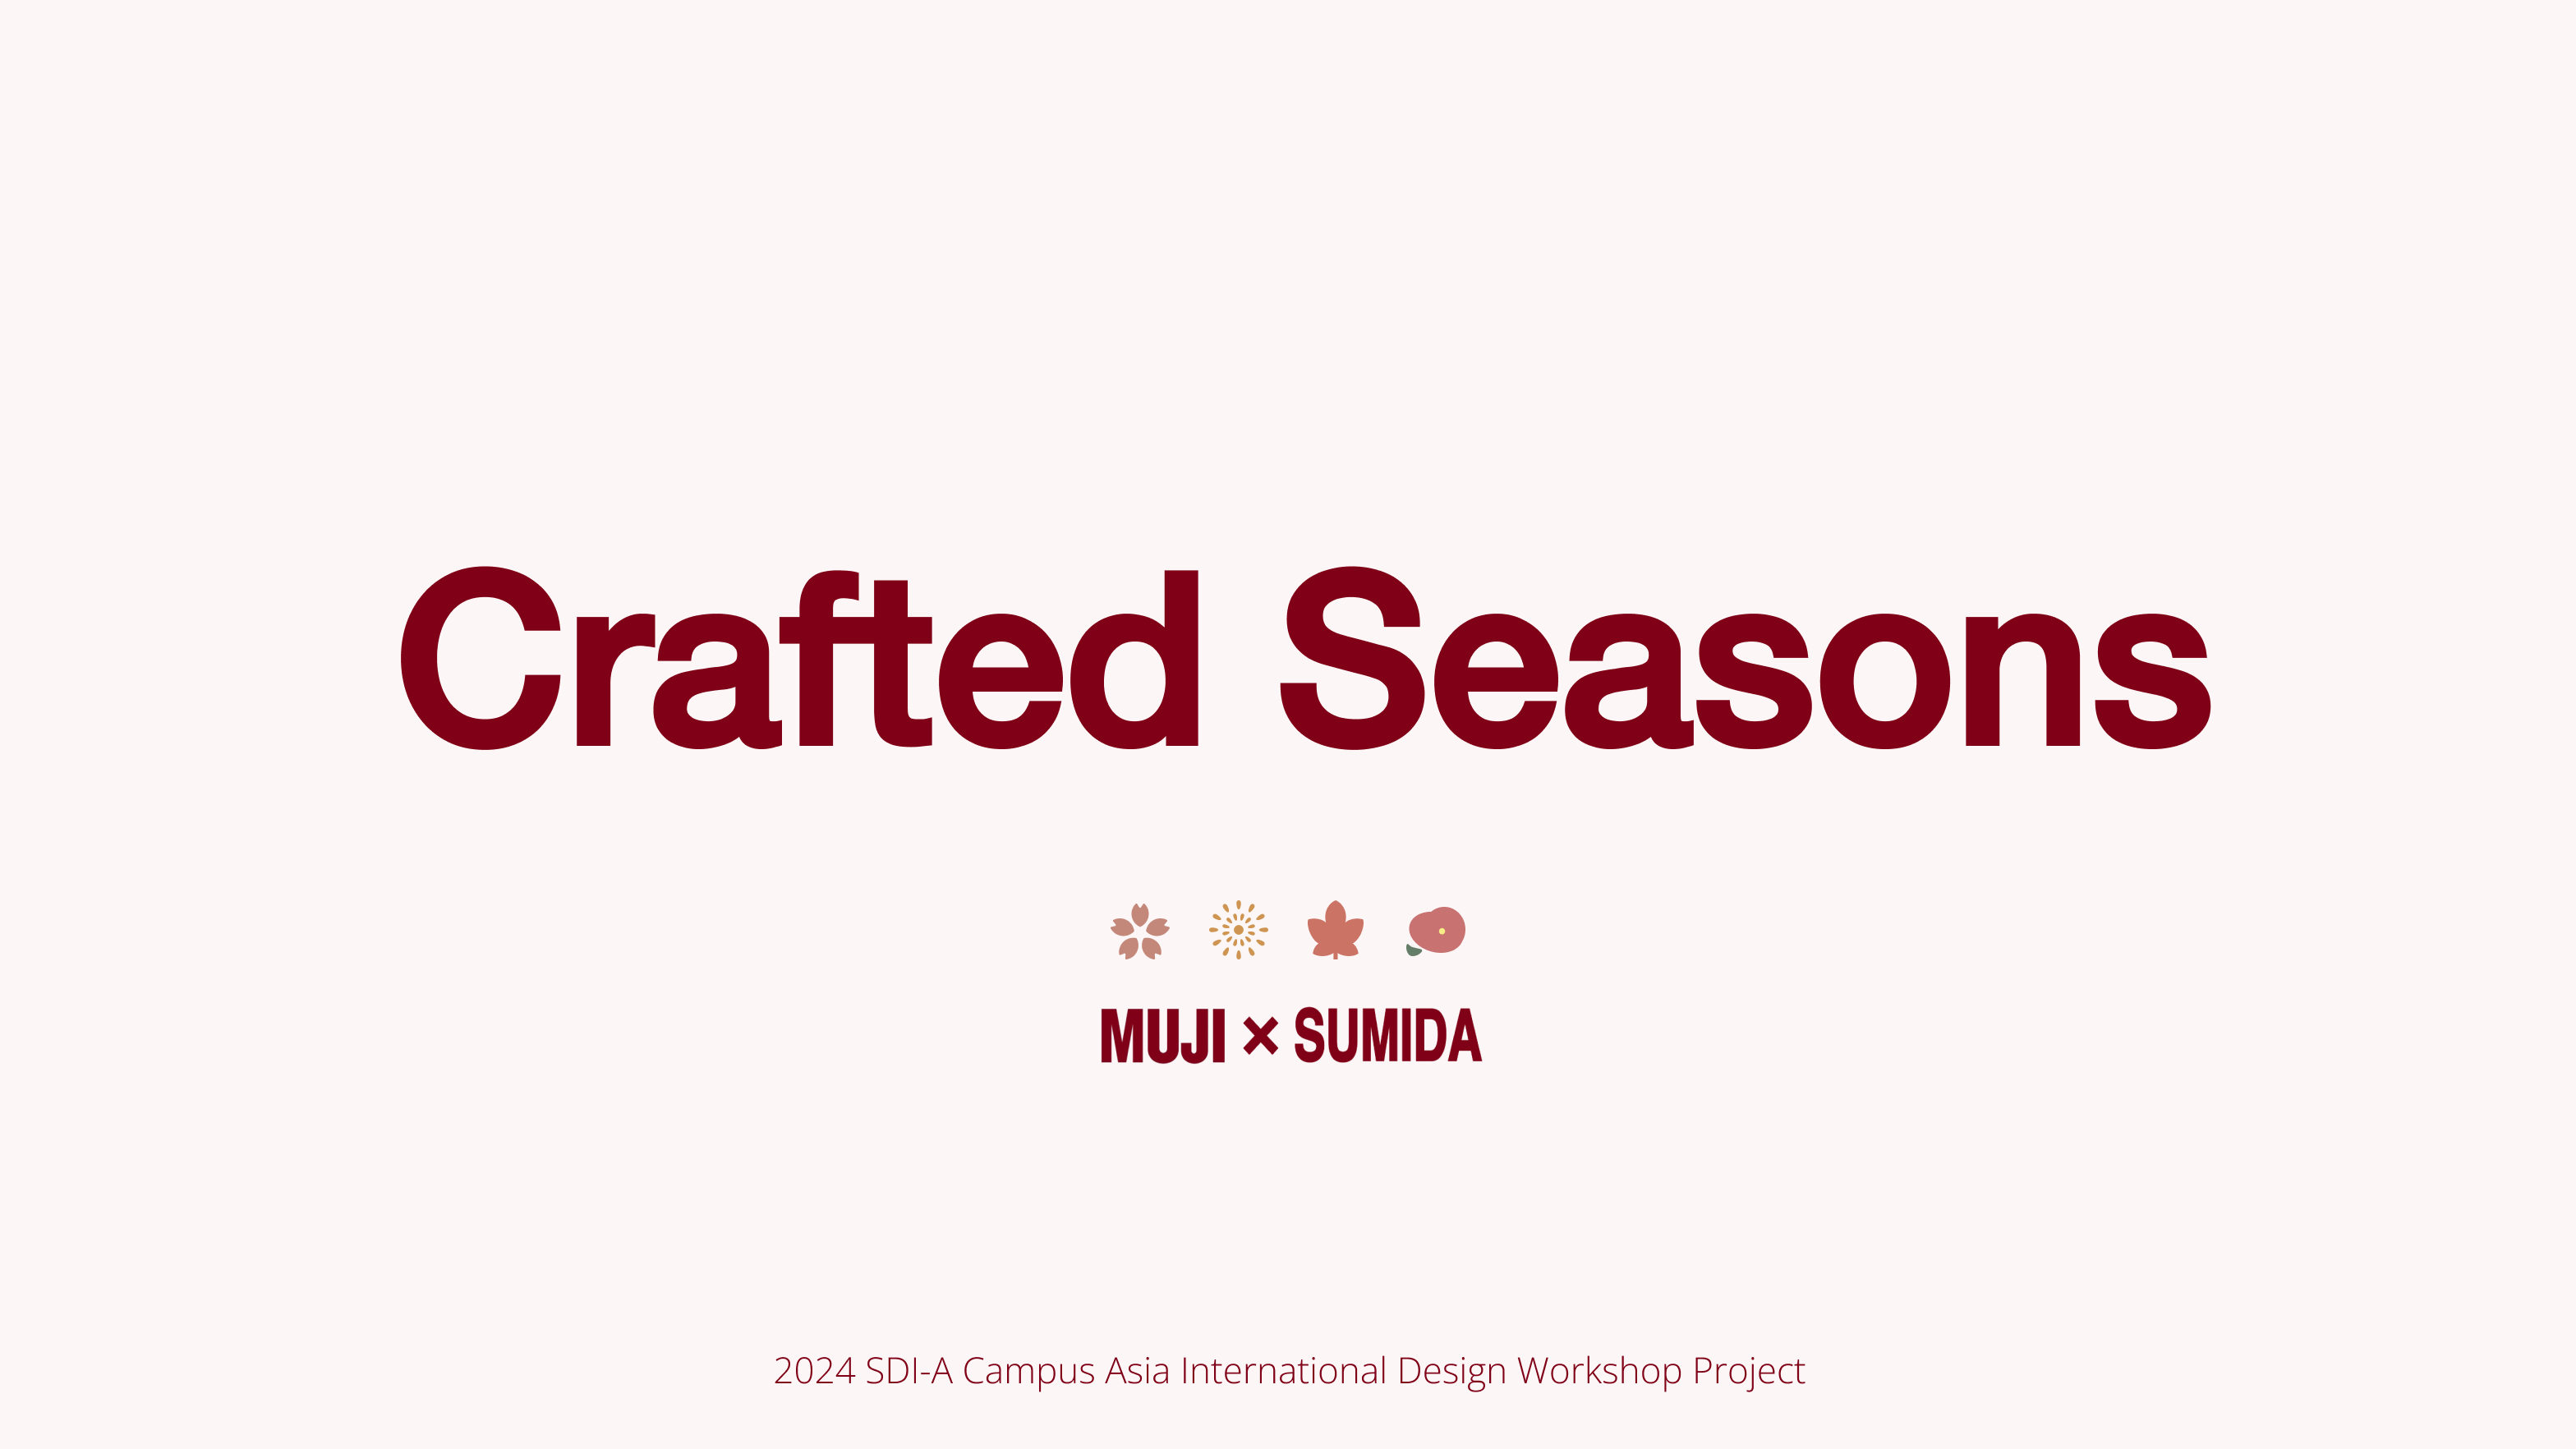 Crafted Seasons
MUJI × SUMIDA
2024 SDI-A Campus Asia International Design Workshop Project